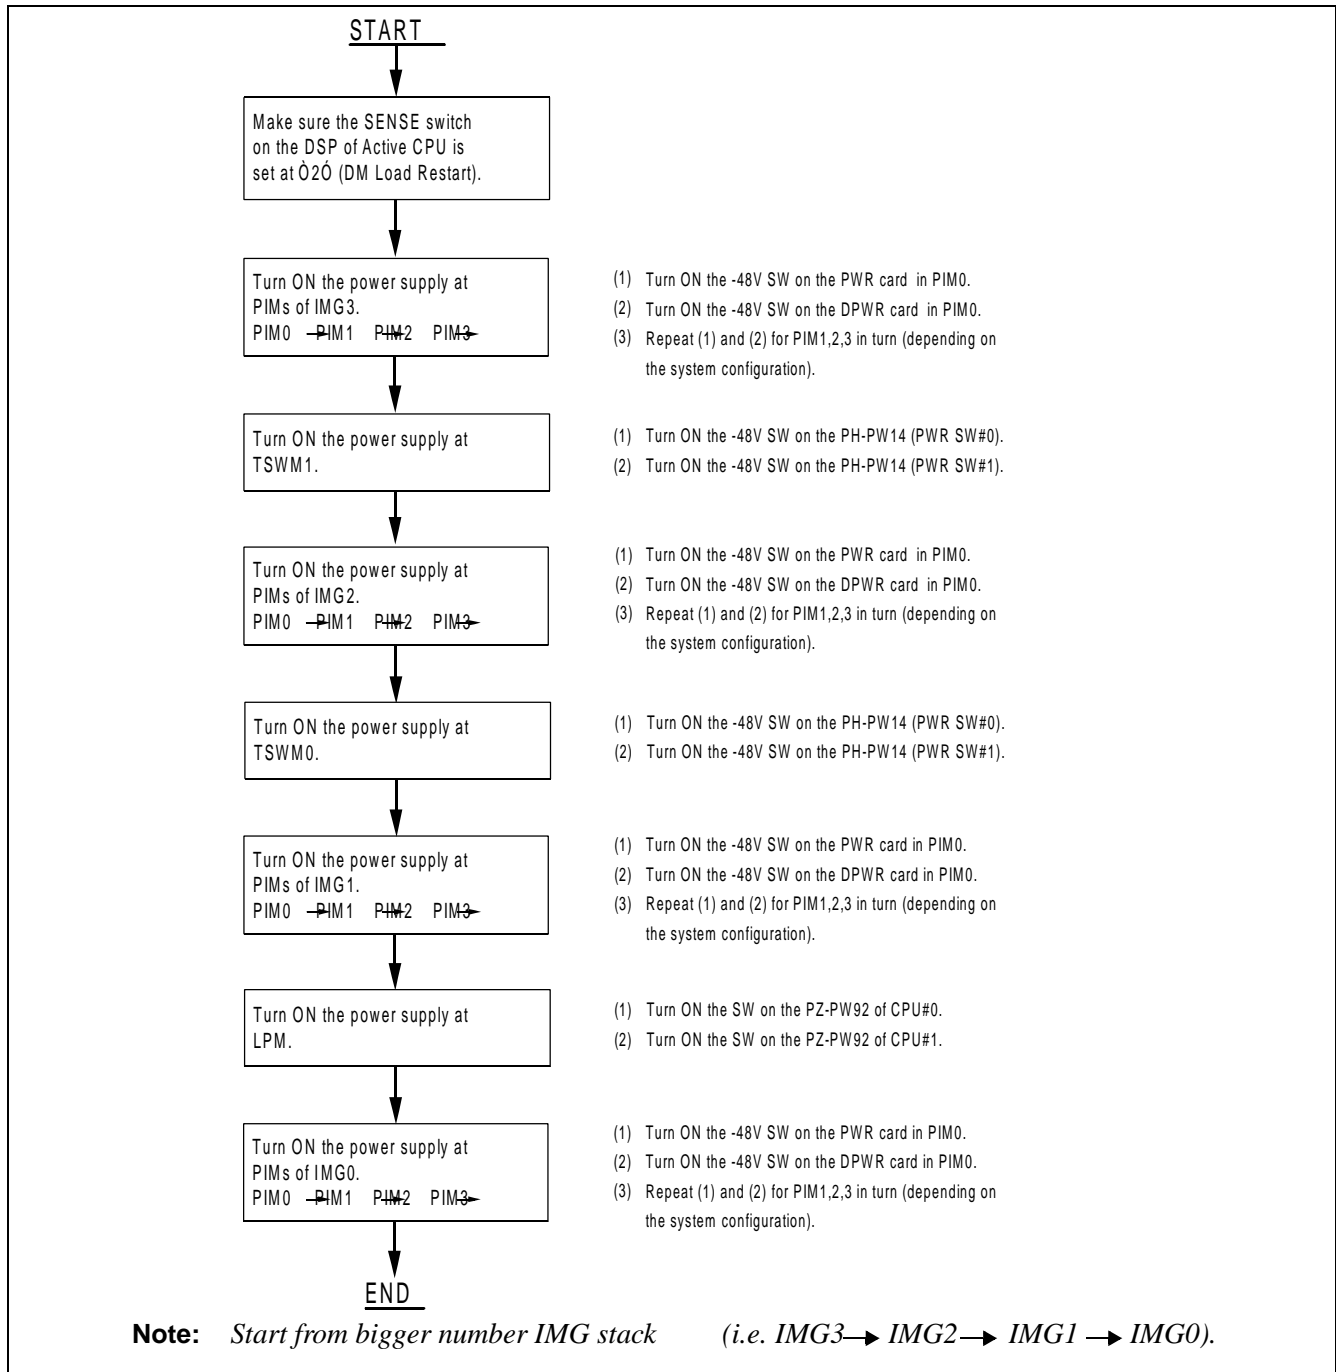 START
Make sure the SENSE switch
on the DSP of Active CPU is
set at Ò2Ó (DM Load Restart).
Turn ON the power supply at
PIMs of IMG3.
PIM0 → PIM1 → PIM2 → PIM3
(1) Turn ON the -48V SW on the PWR card in PIM0.
(2) Turn ON the -48V SW on the DPWR card in PIM0.
(3) Repeat (1) and (2) for PIM1,2,3 in turn (depending on
the system configuration).
Turn ON the power supply at
TSWM1.
(1) Turn ON the -48V SW on the PH-PW14 (PWR SW#0).
(2) Turn ON the -48V SW on the PH-PW14 (PWR SW#1).
Turn ON the power supply at
PIMs of IMG2.
PIM0 → PIM1 → PIM2 → PIM3
(1) Turn ON the -48V SW on the PWR card in PIM0.
(2) Turn ON the -48V SW on the DPWR card in PIM0.
(3) Repeat (1) and (2) for PIM1,2,3 in turn (depending on
the system configuration).
Turn ON the power supply at
TSWM0.
(1) Turn ON the -48V SW on the PH-PW14 (PWR SW#0).
(2) Turn ON the -48V SW on the PH-PW14 (PWR SW#1).
Turn ON the power supply at
PIMs of IMG1.
PIM0 → PIM1 → PIM2 → PIM3
(1) Turn ON the -48V SW on the PWR card in PIM0.
(2) Turn ON the -48V SW on the DPWR card in PIM0.
(3) Repeat (1) and (2) for PIM1,2,3 in turn (depending on
the system configuration).
Turn ON the power supply at
LPM.
(1) Turn ON the SW on the PZ-PW92 of CPU#0.
(2) Turn ON the SW on the PZ-PW92 of CPU#1.
Turn ON the power supply at
PIMs of IMG0.
PIM0 → PIM1 → PIM2 → PIM3
(1) Turn ON the -48V SW on the PWR card in PIM0.
(2) Turn ON the -48V SW on the DPWR card in PIM0.
(3) Repeat (1) and (2) for PIM1,2,3 in turn (depending on
the system configuration).
END
Note: Start from bigger number IMG stack (i.e. IMG3 → IMG2 → IMG1 → IMG0).